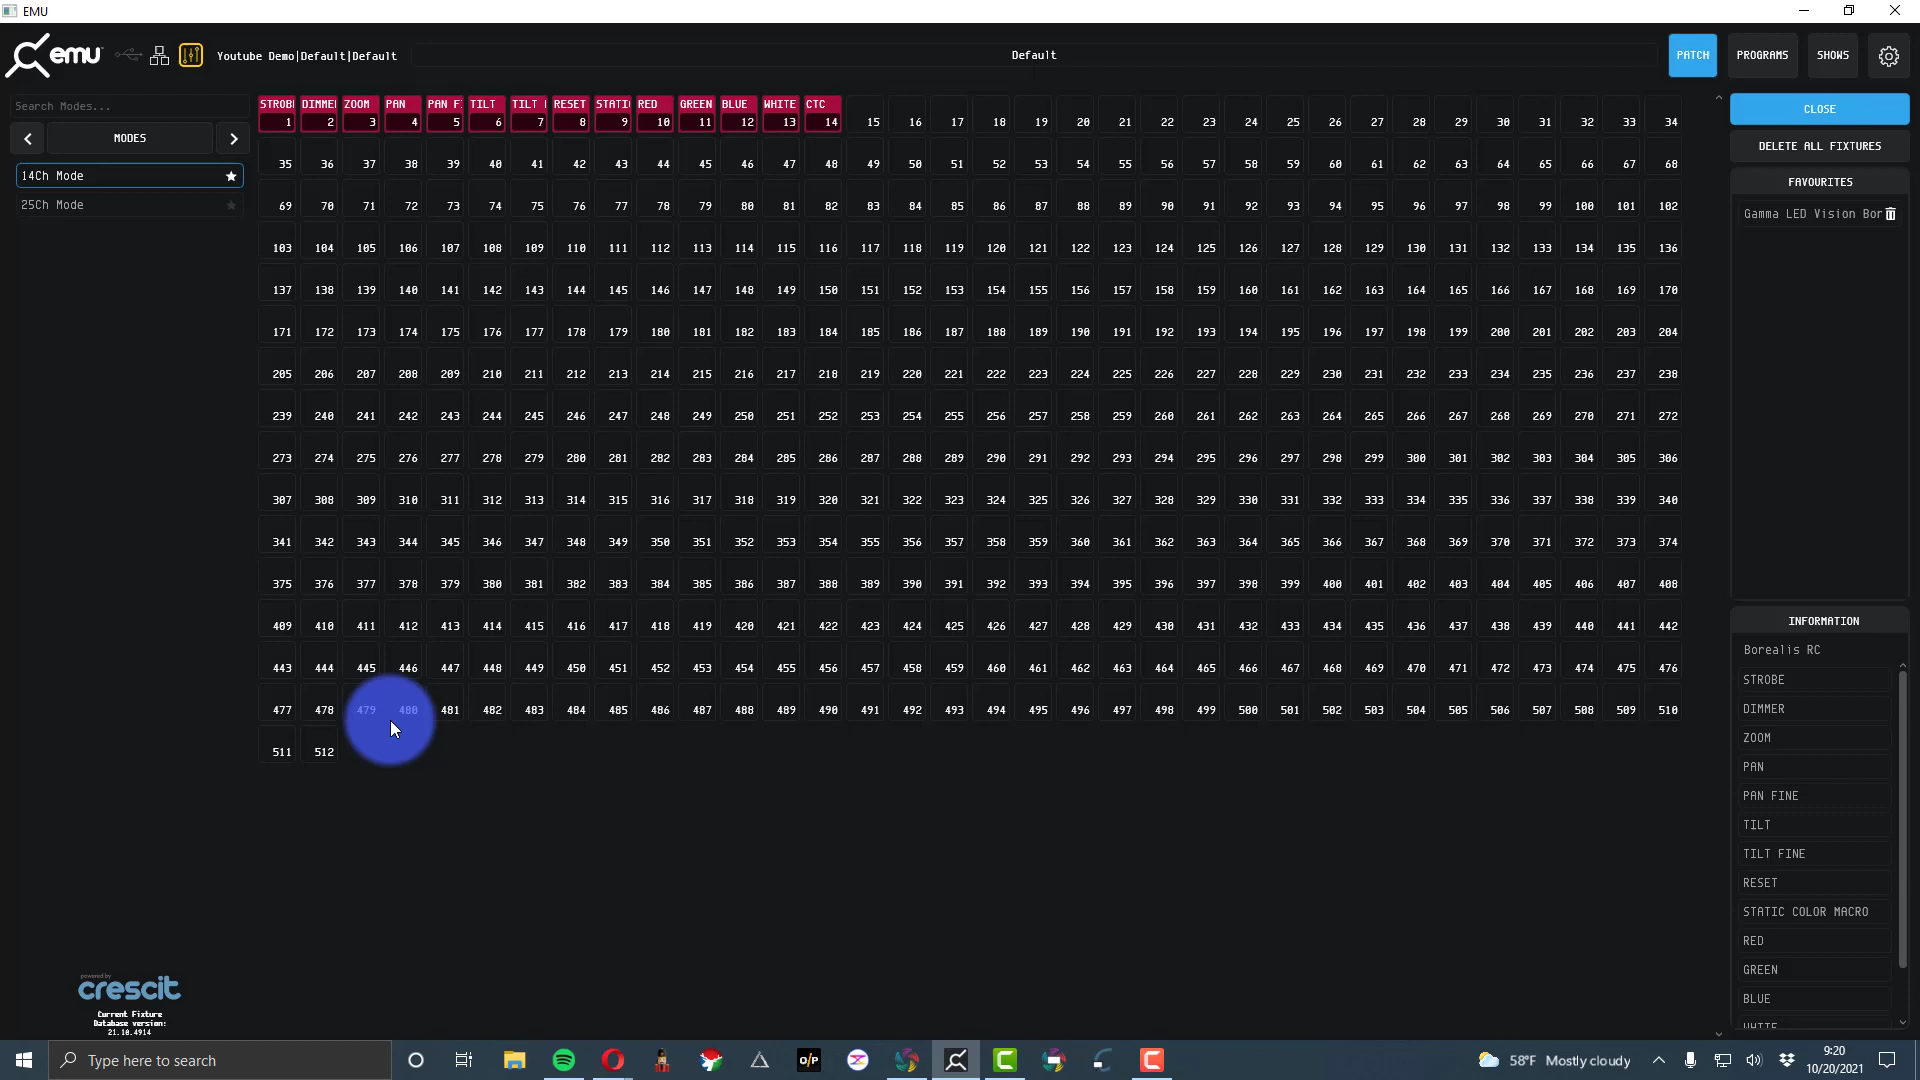 EMU
emu
Youtube Demo|Default|Default
Default
PATCH
PROGRAMS
SHOWS
Search Modes...
MODES
14Ch Mode
25Ch Mode
STROBE DIMMER ZOOM PAN PAN F TILT TILT RESET STATIC RED GREEN BLUE WHITE CTC
1 2 3 4 5 6 7 8 9 10 11 12 13 14 15 16 17 18 19 20 21 22 23 24 25 26 27 28 29 30 31 32 33 34
35 36 37 38 39 40 41 42 43 44 45 46 47 48 49 50 51 52 53 54 55 56 57 58 59 60 61 62 63 64 65 66 67 68
69 70 71 72 73 74 75 76 77 78 79 80 81 82 83 84 85 86 87 88 89 90 91 92 93 94 95 96 97 98 99 100 101 102
103 104 105 106 107 108 109 110 111 112 113 114 115 116 117 118 119 120 121 122 123 124 125 126 127 128 129 130 131 132 133 134 135 136
137 138 139 140 141 142 143 144 145 146 147 148 149 150 151 152 153 154 155 156 157 158 159 160 161 162 163 164 165 166 167 168 169 170
171 172 173 174 175 176 177 178 179 180 181 182 183 184 185 186 187 188 189 190 191 192 193 194 195 196 197 198 199 200 201 202 203 204
205 206 207 208 209 210 211 212 213 214 215 216 217 218 219 220 221 222 223 224 225 226 227 228 229 230 231 232 233 234 235 236 237 238
239 240 241 242 243 244 245 246 247 248 249 250 251 252 253 254 255 256 257 258 259 260 261 262 263 264 265 266 267 268 269 270 271 272
273 274 275 276 277 278 279 280 281 282 283 284 285 286 287 288 289 290 291 292 293 294 295 296 297 298 299 300 301 302 303 304 305 306
307 308 309 310 311 312 313 314 315 316 317 318 319 320 321 322 323 324 325 326 327 328 329 330 331 332 333 334 335 336 337 338 339 340
341 342 343 344 345 346 347 348 349 350 351 352 353 354 355 356 357 358 359 360 361 362 363 364 365 366 367 368 369 370 371 372 373 374
375 376 377 378 379 380 381 382 383 384 385 386 387 388 389 390 391 392 393 394 395 396 397 398 399 400 401 402 403 404 405 406 407 408
409 410 411 412 413 414 415 416 417 418 419 420 421 422 423 424 425 426 427 428 429 430 431 432 433 434 435 436 437 438 439 440 441 442
443 444 445 446 447 448 449 450 451 452 453 454 455 456 457 458 459 460 461 462 463 464 465 466 467 468 469 470 471 472 473 474 475 476
477 478 479 480 481 482 483 484 485 486 487 488 489 490 491 492 493 494 495 496 497 498 499 500 501 502 503 504 505 506 507 508 509 510
511 512
CLOSE
DELETE ALL FIXTURES
FAVOURITES
Gamma LED Vision Bor
INFORMATION
Borealis RC
STROBE
DIMMER
ZOOM
PAN
PAN FINE
TILT
TILT FINE
RESET
STATIC COLOR MACRO
RED
GREEN
BLUE
WHITE
powered by
crescit
Current Fixture
Database version:
21.10.4914
Type here to search
O/P
58°F Mostly cloudy
9:20
10/20/2021